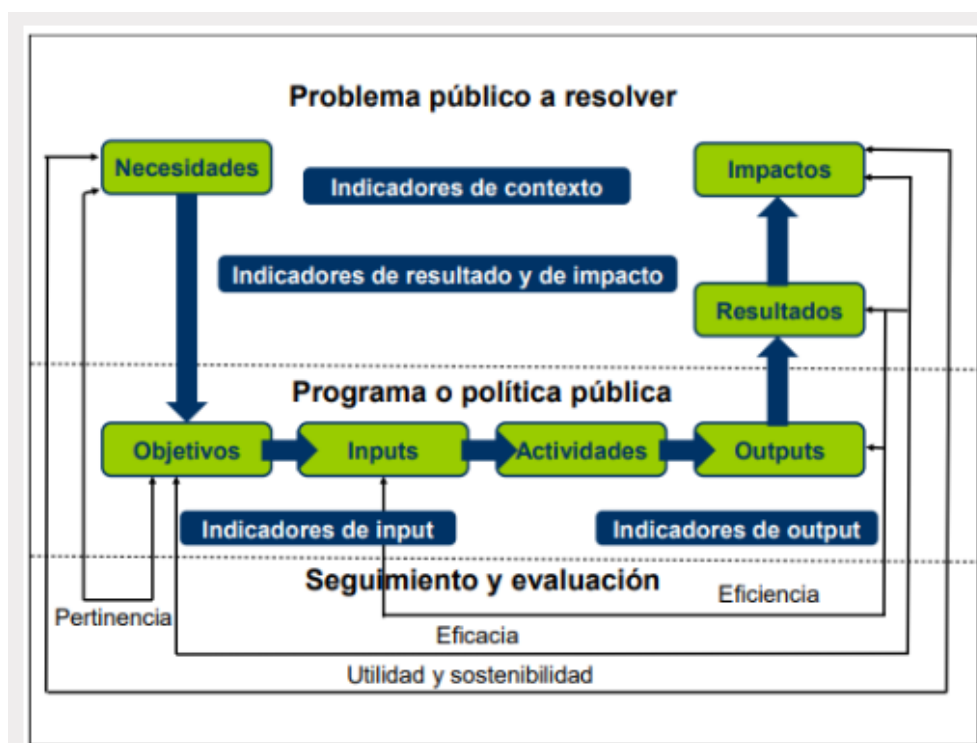 Problema público a resolver
Necesidades
Impactos
Indicadores de contexto
Indicadores de resultado y de impacto
Resultados
Programa o política pública
Objetivos
Inputs
Actividades
Outputs
Indicadores de input
Indicadores de output
Seguimiento y evaluación
Eficiencia
Pertinencia
Eficacia
Utilidad y sostenibilidad